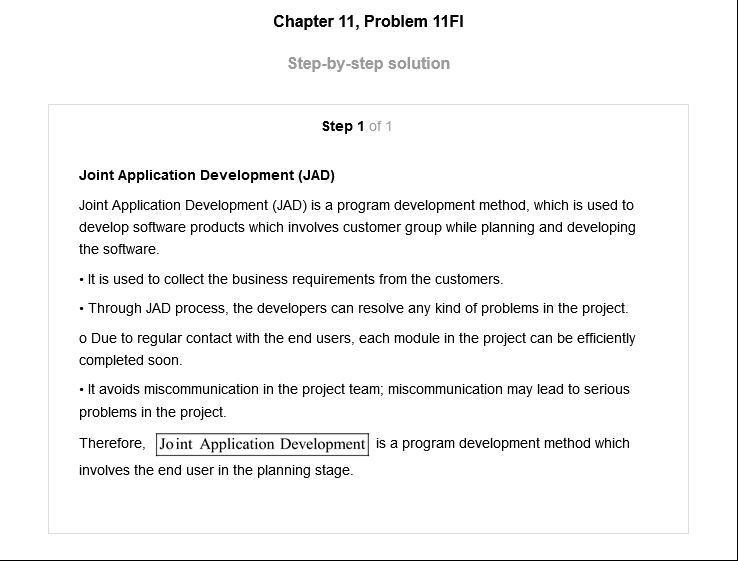 Chapter 11, Problem 11FI
Step-by-step solution
Step 1 of 1
Joint Application Development (JAD)
Joint Application Development (JAD) is a program development method, which is used to
develop software products which involves customer group while planning and developing
the software.
• It is used to collect the business requirements from the customers.
• Through JAD process, the developers can resolve any kind of problems in the project.
o Due to regular contact with the end users, each module in the project can be efficiently
completed soon.
• It avoids miscommunication in the project team; miscommunication may lead to serious
problems in the project.
Therefore, Joint Application Development is a program development method which
involves the end user in the planning stage.